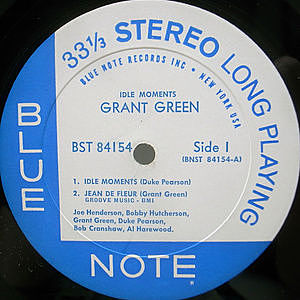 33 1/3 STEREO LONG PLAYING
BLUE NOTE RECORDS INC • NEW YORK USA
IDLE MOMENTS
GRANT GREEN
BST 84154
Side 1
(BNST 84154-A)
1. IDLE MOMENTS (Duke Pearson)
2. JEAN DE FLEUR (Grant Green)
GROOVE MUSIC - BMI
Joe Henderson, Bobby Hutcherson,
Grant Green, Duke Pearson,
Bob Cranshaw, Al Harewood.
BLUE
NOTE
®